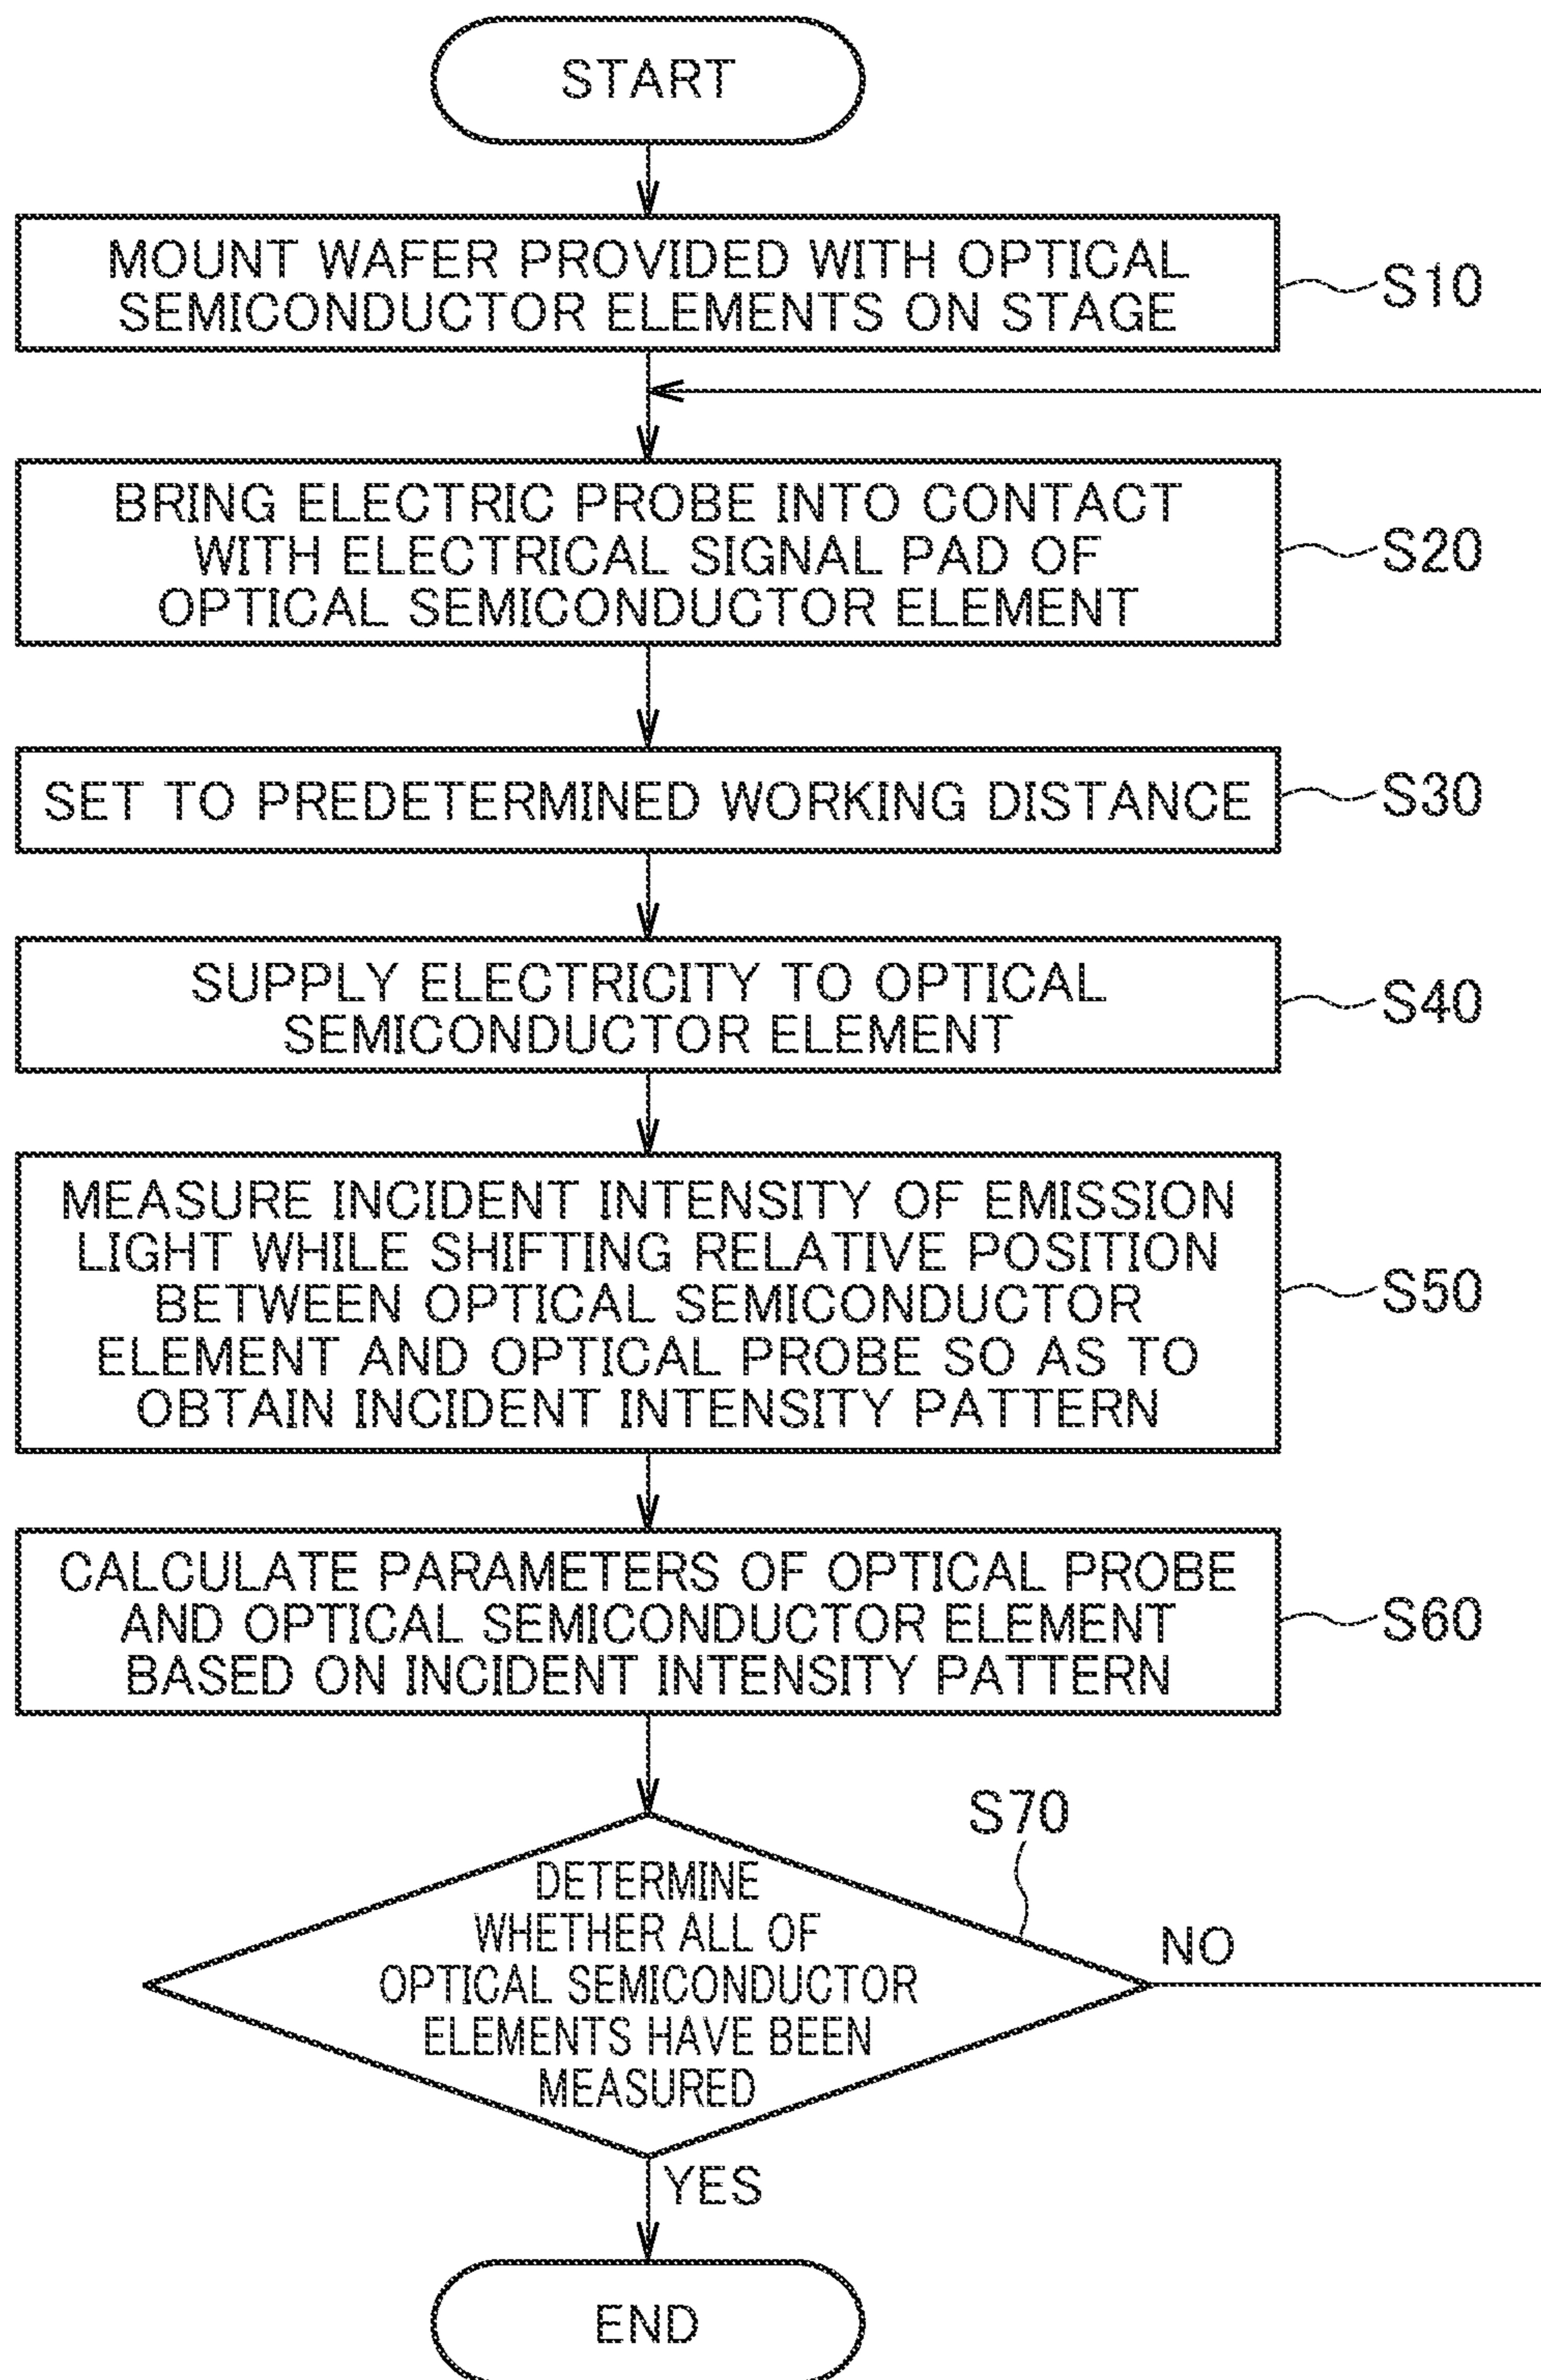 START
MOUNT WAFER PROVIDED WITH OPTICAL
SEMICONDUCTOR ELEMENTS ON STAGE
S10
BRING ELECTRIC PROBE INTO CONTACT
WITH ELECTRICAL SIGNAL PAD OF
OPTICAL SEMICONDUCTOR ELEMENT
S20
SET TO PREDETERMINED WORKING DISTANCE
S30
SUPPLY ELECTRICITY TO OPTICAL
SEMICONDUCTOR ELEMENT
S40
MEASURE INCIDENT INTENSITY OF EMISSION
LIGHT WHILE SHIFTING RELATIVE POSITION
BETWEEN OPTICAL SEMICONDUCTOR
ELEMENT AND OPTICAL PROBE SO AS TO
OBTAIN INCIDENT INTENSITY PATTERN
S50
CALCULATE PARAMETERS OF OPTICAL PROBE
AND OPTICAL SEMICONDUCTOR ELEMENT
BASED ON INCIDENT INTENSITY PATTERN
S60
S70
DETERMINE
WHETHER ALL OF
OPTICAL SEMICONDUCTOR
ELEMENTS HAVE BEEN
MEASURED
NO
YES
END